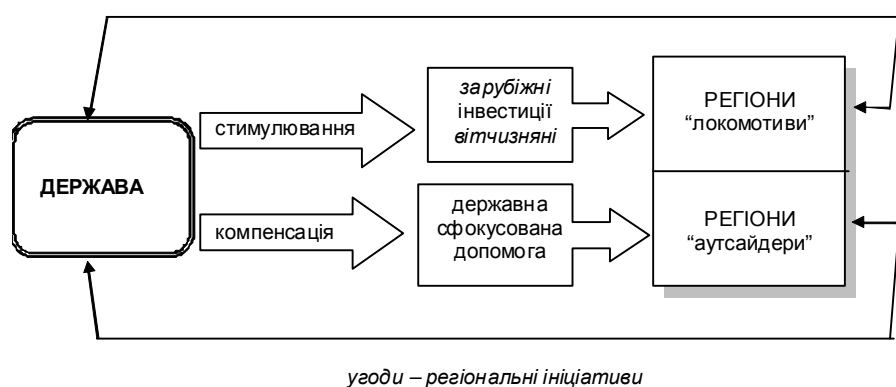 ДЕРЖАВА
стимулювання
зарубіжні
інвестиції
вітчизняні
РЕГІОНИ
“локомотиви”
компенсація
державна
сфокусована
допомога
РЕГІОНИ
“аутсайдери”
угоди – регіональні ініціативи